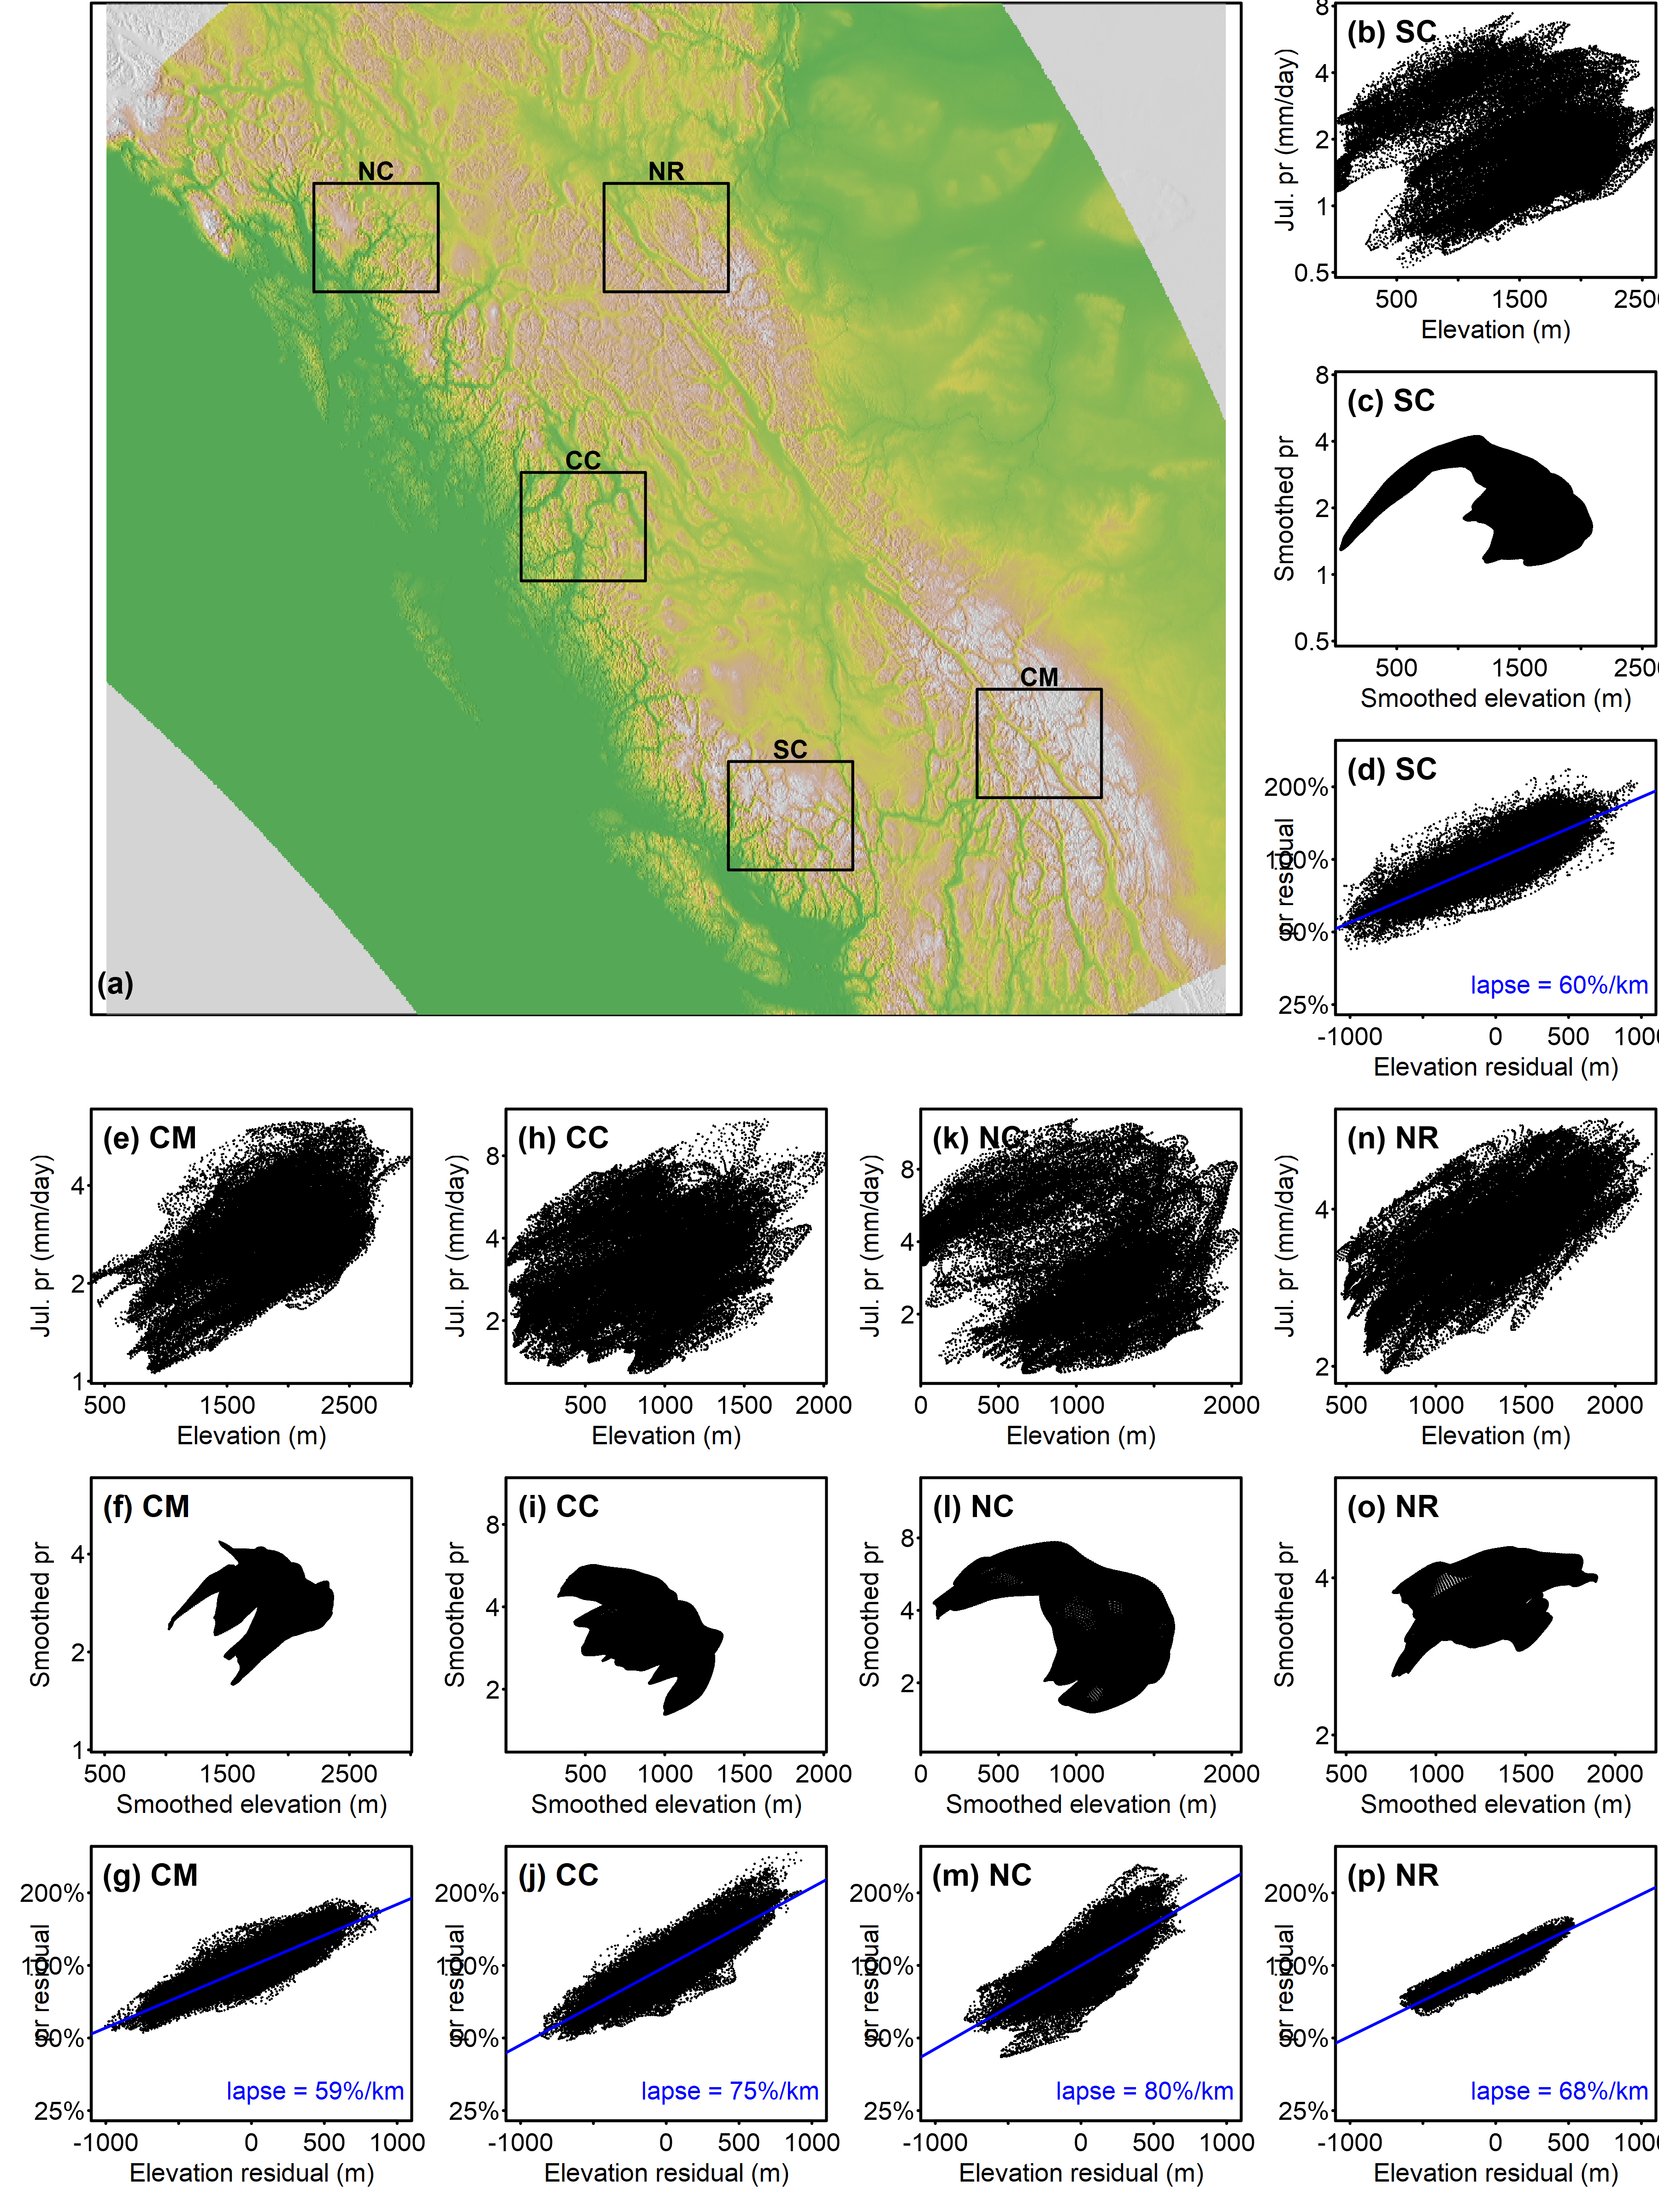 NC
NR
CC
CM
SC
(a)
(b) SC
8
4
2
1
0.5
Jul. pr (mm/day)
500
1500
2500
Elevation (m)
(c) SC
8
4
2
1
0.5
Smoothed pr
500
1500
2500
Smoothed elevation (m)
(d) SC
200%
100%
50%
25%
pr residual
lapse = 60%/km
-1000
0
500
1000
Elevation residual (m)
(e) CM
4
2
1
Jul. pr (mm/day)
500
1500
2500
Elevation (m)
(h) CC
8
4
2
Jul. pr (mm/day)
500
1000
1500
2000
Elevation (m)
(k) NC
8
4
2
Jul. pr (mm/day)
0
500
1000
2000
Elevation (m)
(n) NR
4
2
Jul. pr (mm/day)
500
1000
1500
2000
Elevation (m)
(f) CM
4
2
1
Smoothed pr
500
1500
2500
Smoothed elevation (m)
(i) CC
8
4
2
Smoothed pr
500
1000
1500
2000
Smoothed elevation (m)
(l) NC
8
4
2
Smoothed pr
0
500
1000
2000
Smoothed elevation (m)
(o) NR
4
2
Smoothed pr
500
1000
1500
2000
Smoothed elevation (m)
(g) CM
200%
100%
50%
25%
pr residual
lapse = 59%/km
-1000
0
500
1000
Elevation residual (m)
(j) CC
200%
100%
50%
25%
pr residual
lapse = 75%/km
-1000
0
500
1000
Elevation residual (m)
(m) NC
200%
100%
50%
25%
pr residual
lapse = 80%/km
-1000
0
500
1000
Elevation residual (m)
(p) NR
200%
100%
50%
25%
pr residual
lapse = 68%/km
-1000
0
500
1000
Elevation residual (m)